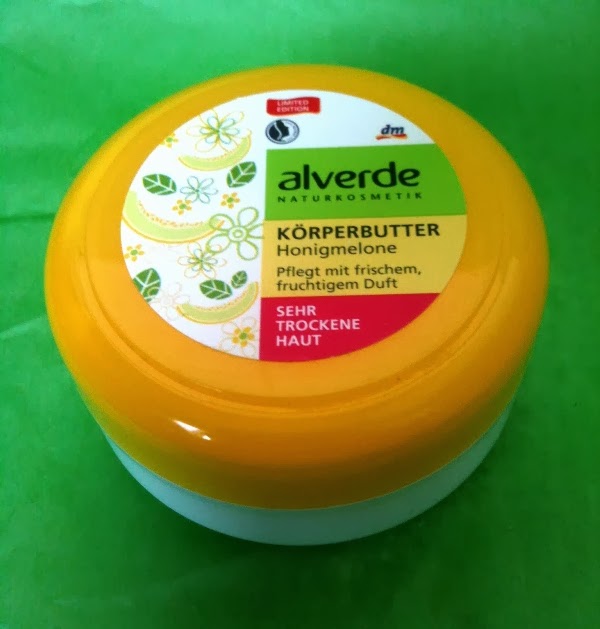 LIMITED
EDITION
dm
alverde
NATURKOSMETIK
KÖRPERBUTTER
Honigmelone
Pflegt mit frischem,
fruchtigem Duft
SEHR
TROCKENE
HAUT